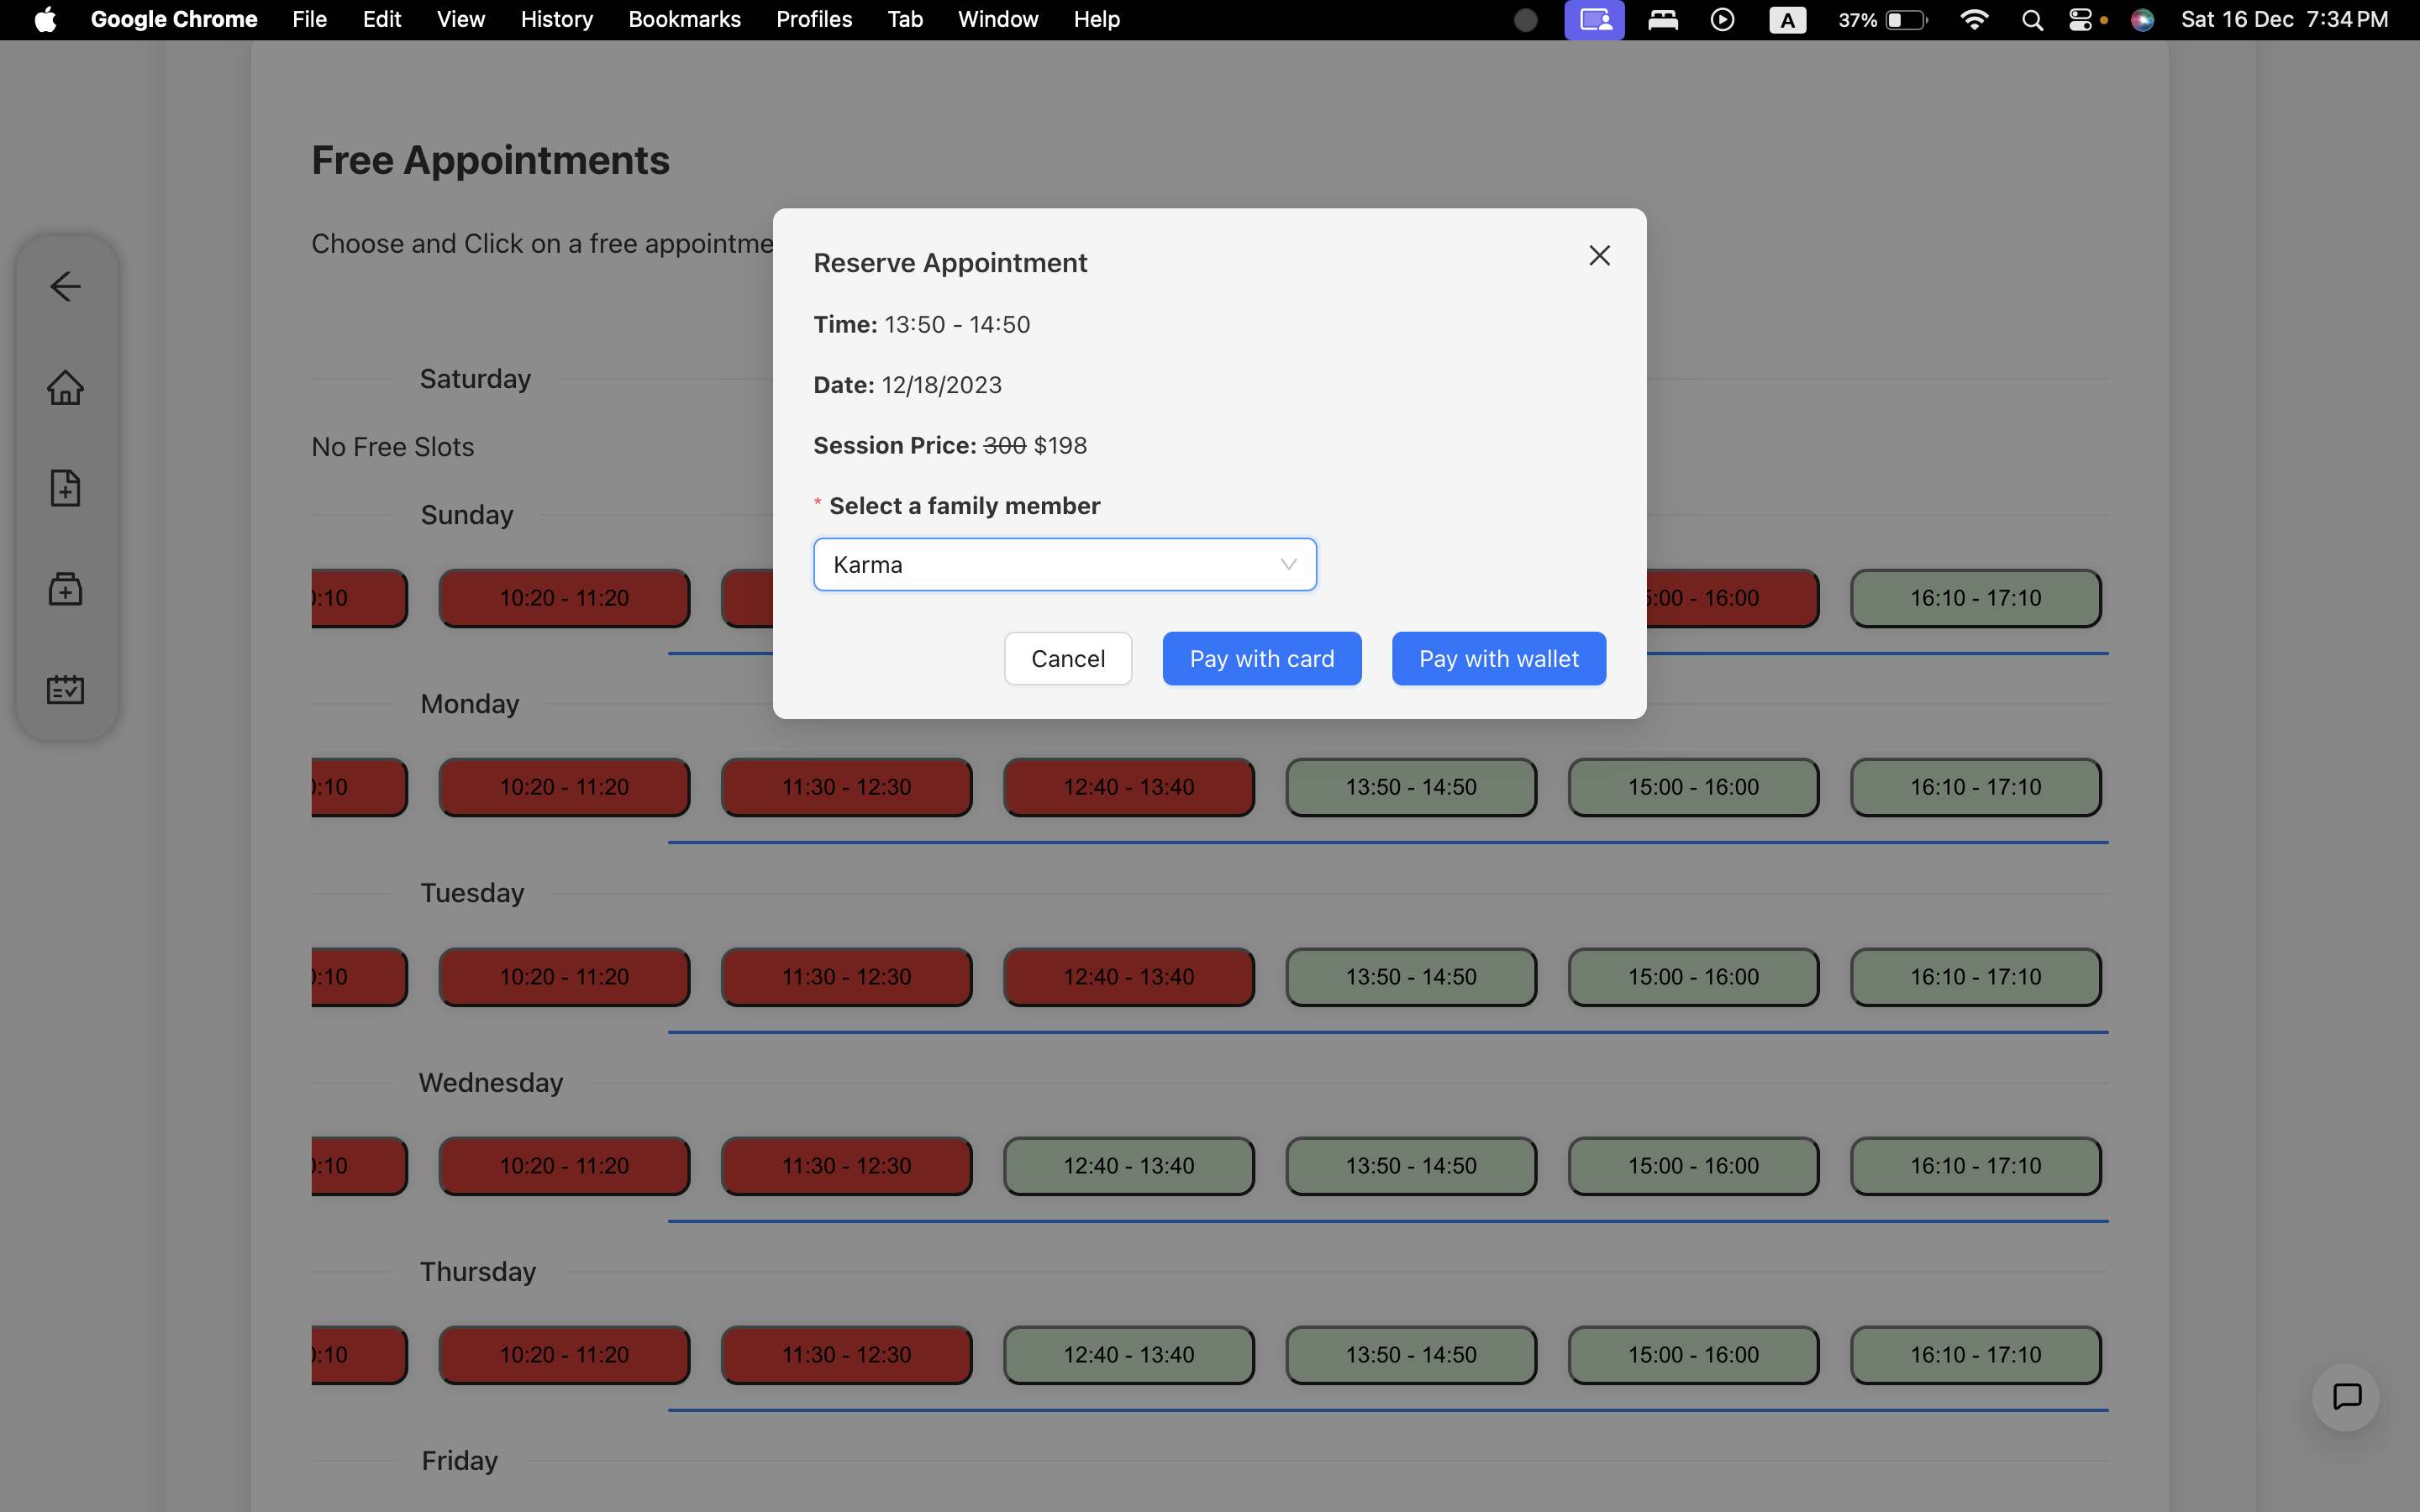 Google Chrome File Edit View History Bookmarks Profiles Tab Window Help A 37% Sat 16 Dec 7:34 PM
Free Appointments
Choose and Click on a free appointme
Reserve Appointment
Time: 13:50 - 14:50
Date: 12/18/2023
Session Price: 300 $198
* Select a family member
Karma
Cancel Pay with card Pay with wallet
Saturday
No Free Slots
Sunday
:10 10:20 - 11:20 5:00 - 16:00 16:10 - 17:10
Monday
:10 10:20 - 11:20 11:30 - 12:30 12:40 - 13:40 13:50 - 14:50 15:00 - 16:00 16:10 - 17:10
Tuesday
:10 10:20 - 11:20 11:30 - 12:30 12:40 - 13:40 13:50 - 14:50 15:00 - 16:00 16:10 - 17:10
Wednesday
:10 10:20 - 11:20 11:30 - 12:30 12:40 - 13:40 13:50 - 14:50 15:00 - 16:00 16:10 - 17:10
Thursday
:10 10:20 - 11:20 11:30 - 12:30 12:40 - 13:40 13:50 - 14:50 15:00 - 16:00 16:10 - 17:10
Friday